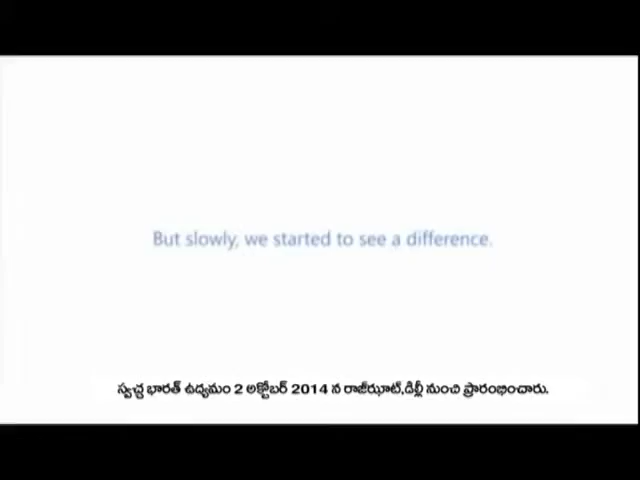 But slowly, we started to see a difference.
స్వచ్ఛ భారత్ ఉద్యమం 2 అక్టోబర్ 2014 న రాజ్‌ఝాట్,డిల్లీ నుంచి ప్రారంభించారు.